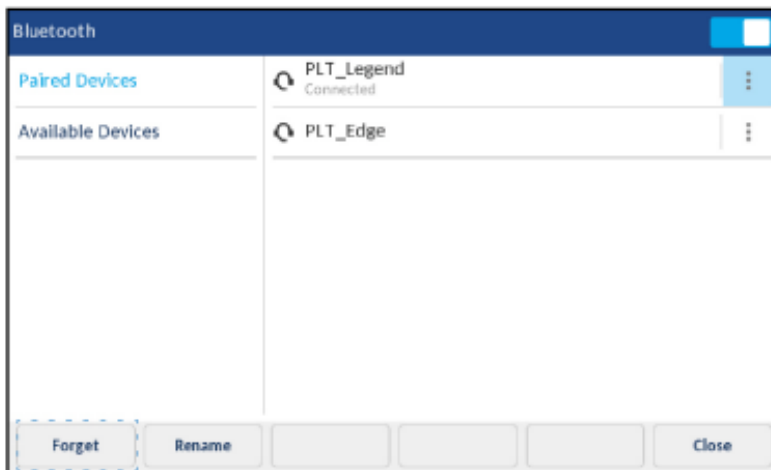 Bluetooth
Paired Devices
PLT_Legend
Connected
Available Devices
PLT_Edge
Forget
Rename
Close